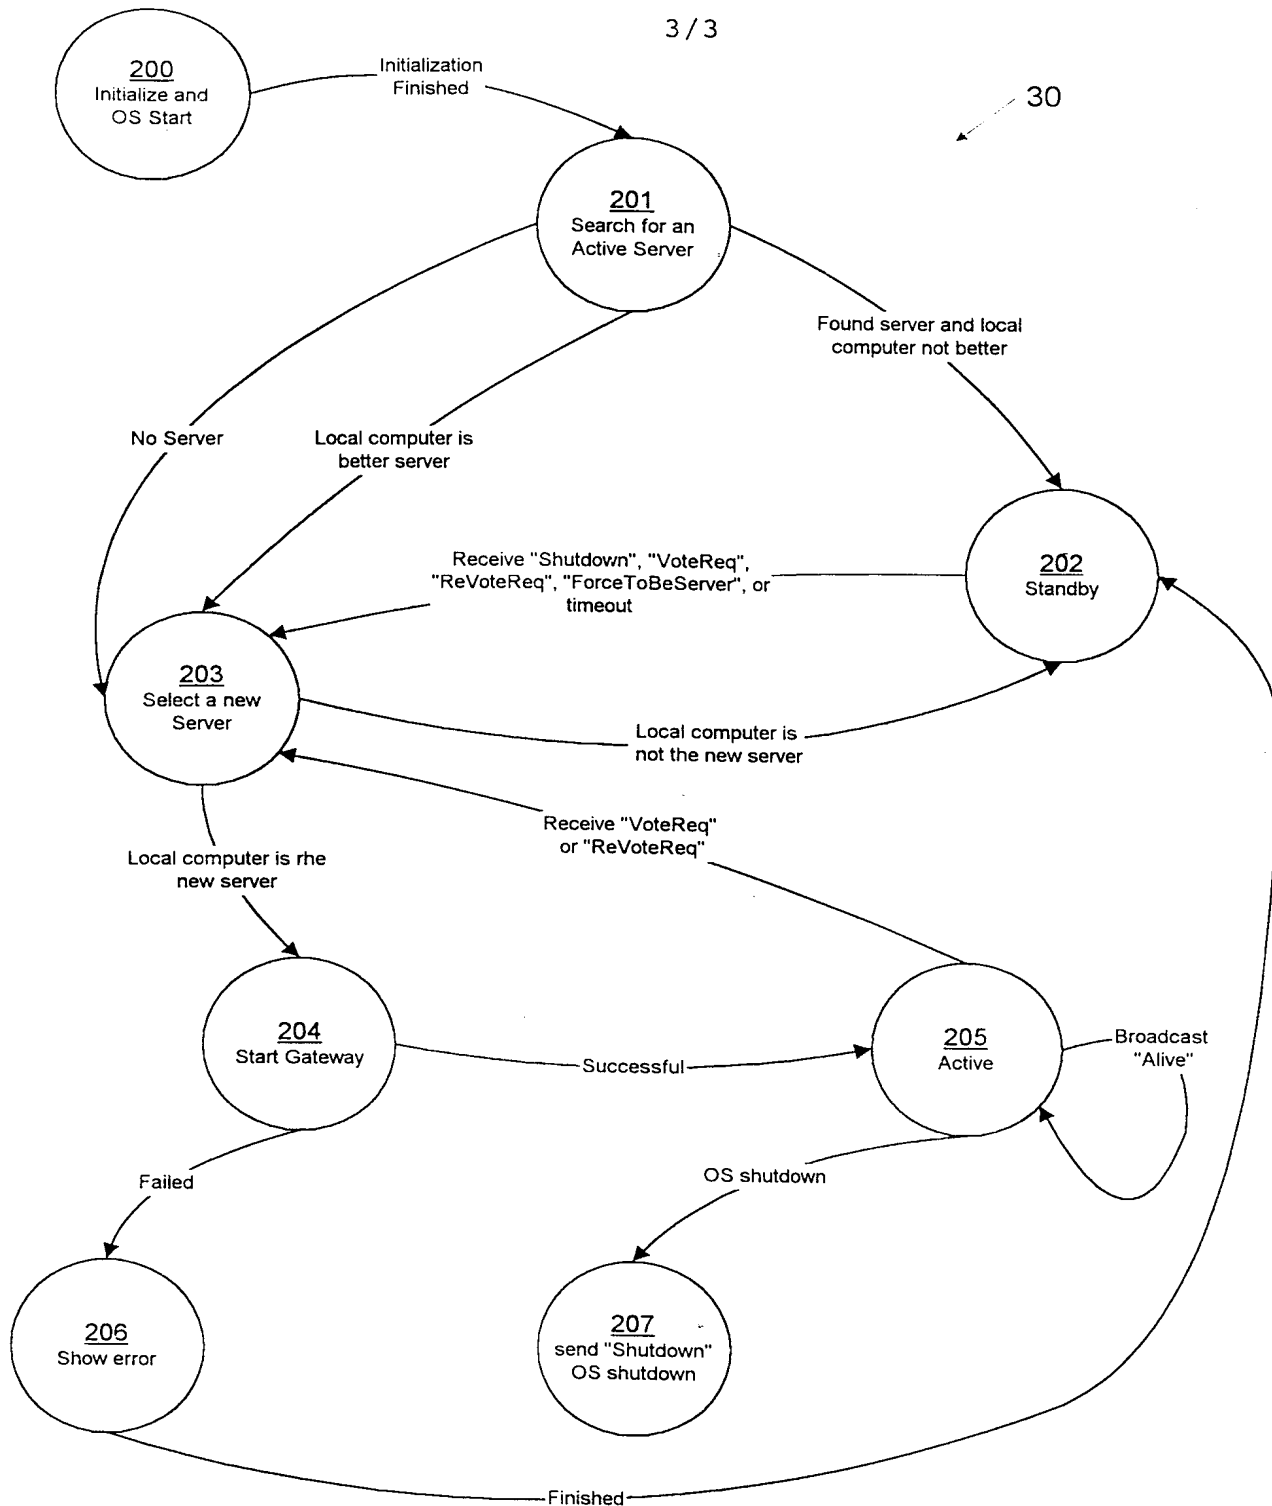 3/3
200
Initialize and
OS Start
Initialization
Finished
30
201
Search for an
Active Server
Found server and local
computer not better
No Server
Local computer is
better server
Receive "Shutdown", "VoteReq",
"ReVoteReq", "ForceToBeServer", or
timeout
202
Standby
203
Select a new
Server
Local computer is
not the new server
Receive "VoteReq"
or "ReVoteReq"
Local computer is rhe
new server
204
Start Gateway
Successful
205
Active
Broadcast
"Alive"
Failed
OS shutdown
206
Show error
207
send "Shutdown"
OS shutdown
Finished